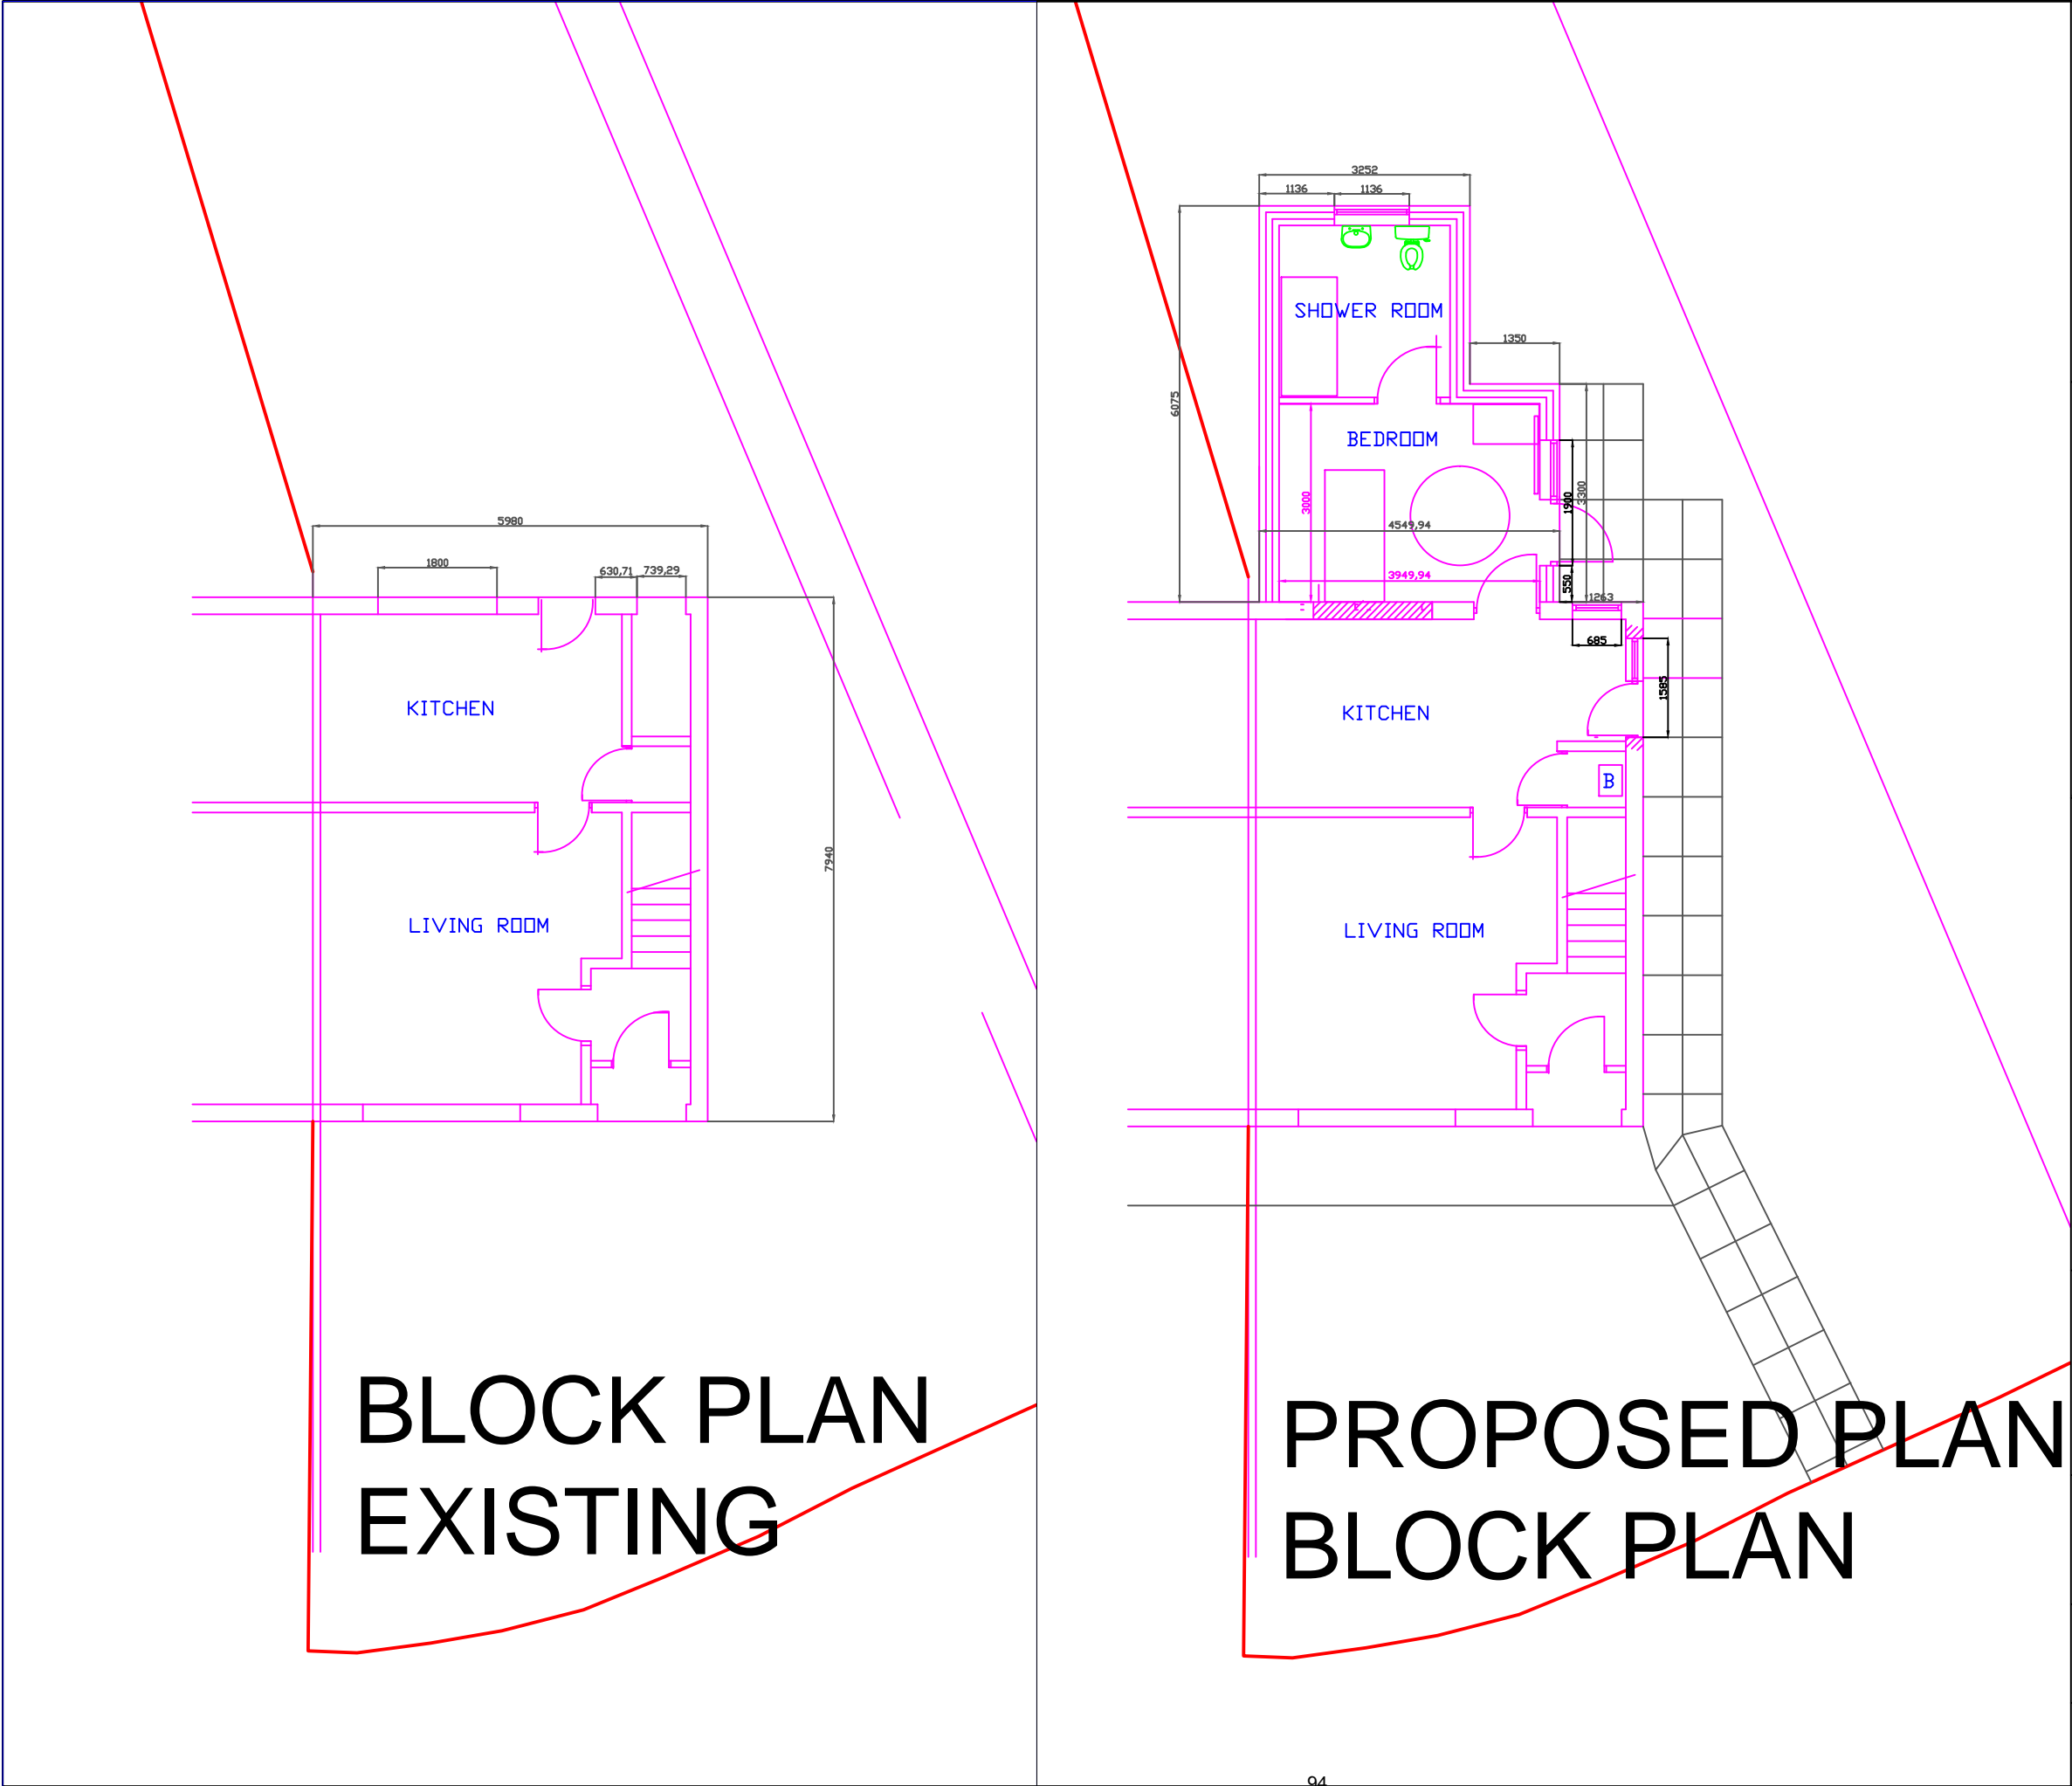 5980
1800
630,71
739,29
KITCHEN
7940
LIVING ROOM
BLOCK PLAN
EXISTING
3252
1136
1136
SHOWER ROOM
1350
6075
BEDROOM
3000
1900
3300
4549,94
3949,94
550
1263
685
1585
KITCHEN
B
LIVING ROOM
PROPOSED PLAN
BLOCK PLAN
94